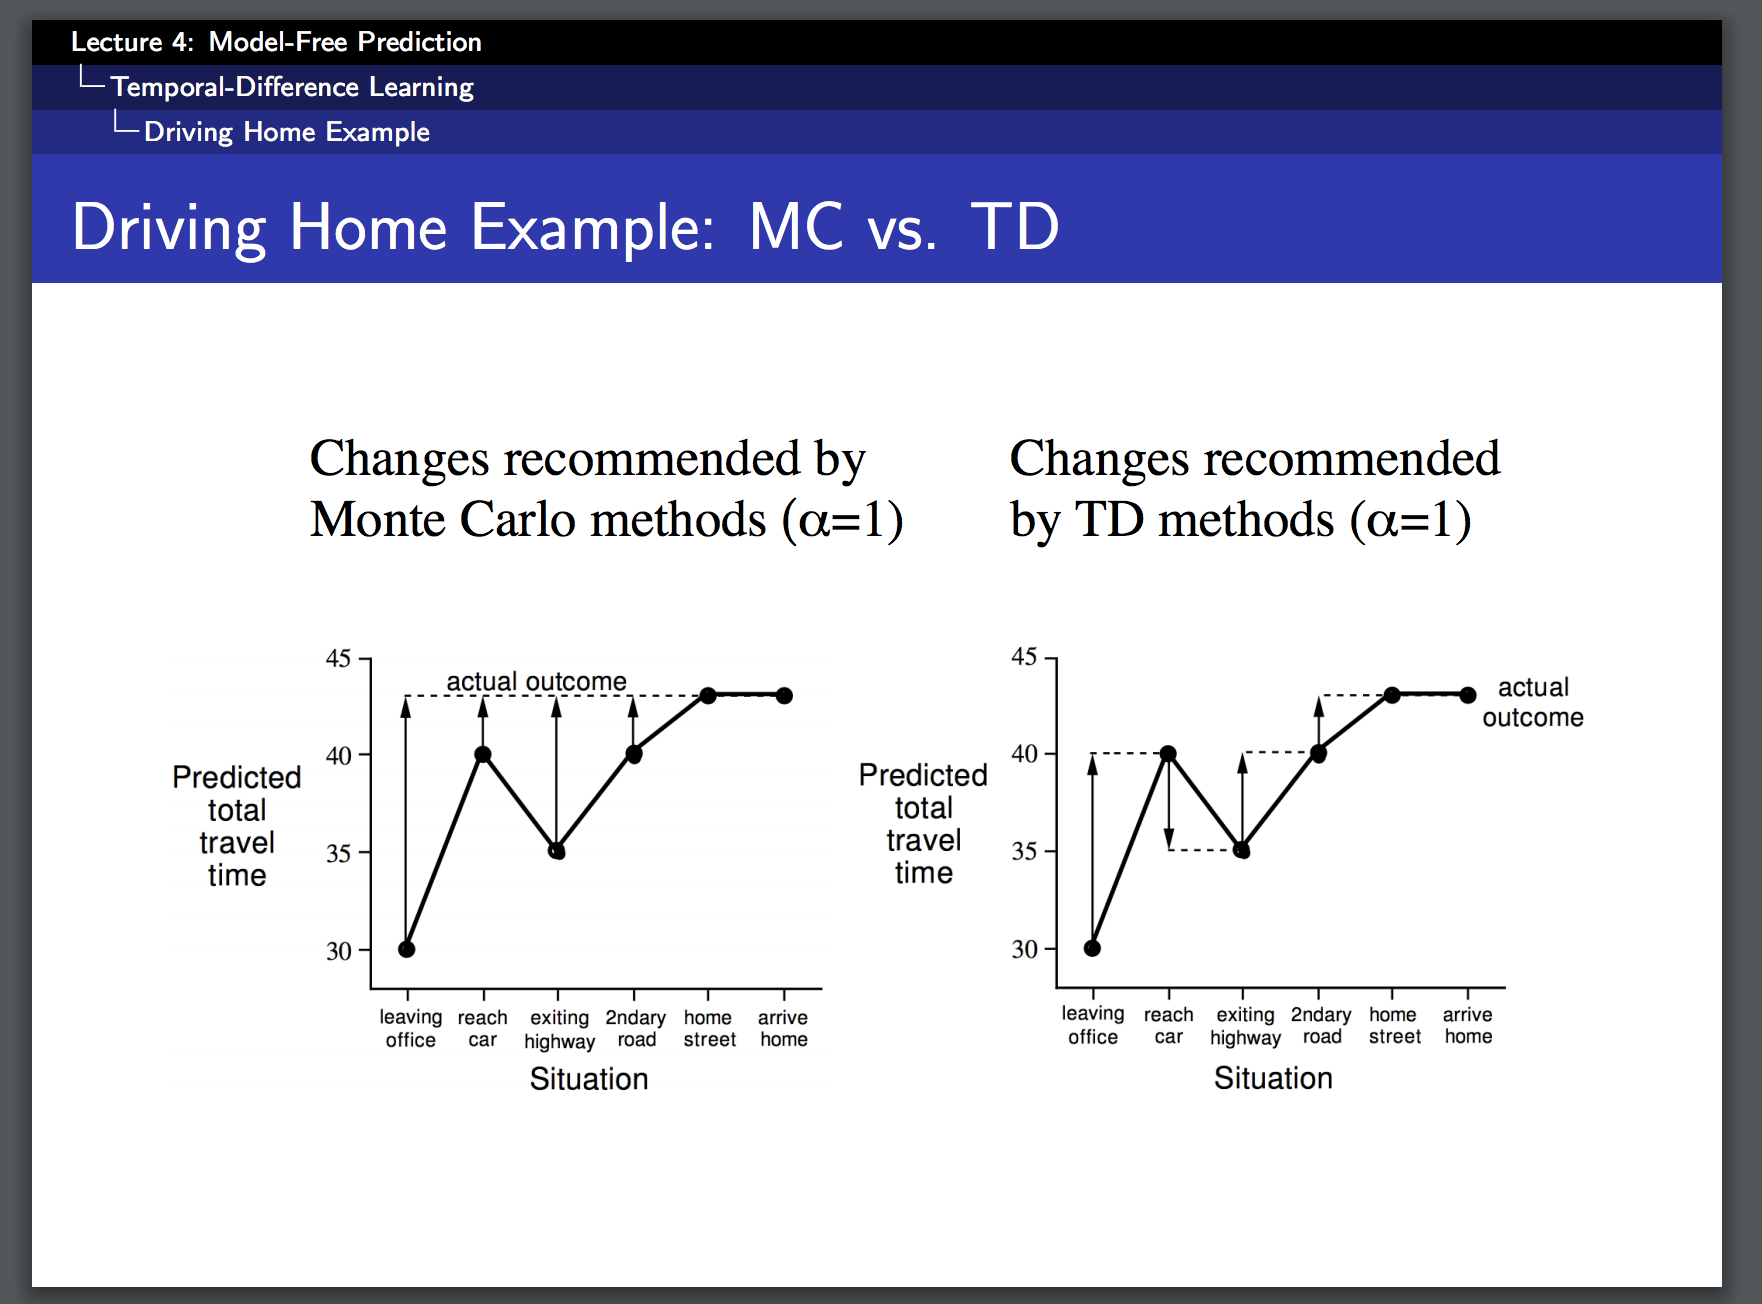 Lecture 4: Model-Free Prediction
Temporal-Difference Learning
Driving Home Example
Driving Home Example: MC vs. TD
Changes recommended by
Monte Carlo methods (α=1)
45
actual outcome
40
35
30
Predicted
total
travel
time
leaving reach exiting 2ndary home arrive
office car highway road street home
Situation
Changes recommended
by TD methods (α=1)
45
40
35
30
actual
outcome
Predicted
total
travel
time
leaving reach exiting 2ndary home arrive
office car highway road street home
Situation